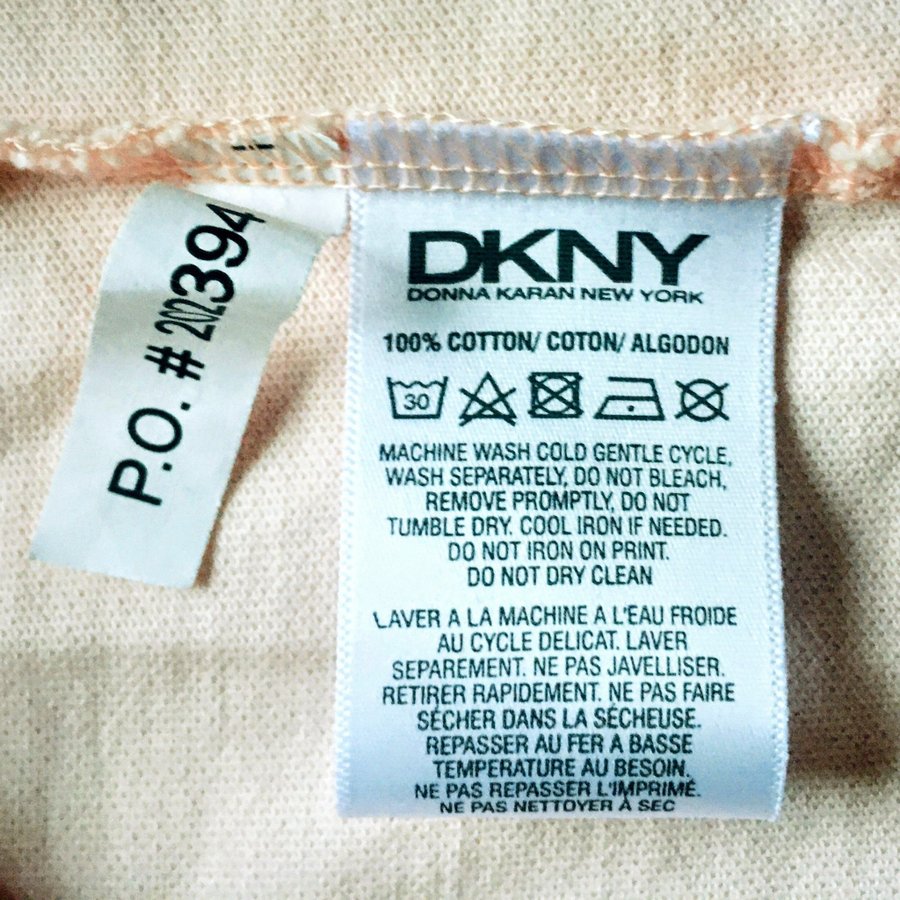 P.O. # 202394
DKNY
DONNA KARAN NEW YORK
100% COTTON/ COTON/ ALGODON
30
MACHINE WASH COLD GENTLE CYCLE,
WASH SEPARATELY, DO NOT BLEACH,
REMOVE PROMPTLY, DO NOT
TUMBLE DRY. COOL IRON IF NEEDED.
DO NOT IRON ON PRINT.
DO NOT DRY CLEAN
LAVER A LA MACHINE A L'EAU FROIDE
AU CYCLE DELICAT. LAVER
SEPAREMENT. NE PAS JAVELLISER.
RETIRER RAPIDEMENT. NE PAS FAIRE
SÉCHER DANS LA SÉCHEUSE.
REPASSER AU FER A BASSE
TEMPERATURE AU BESOIN.
NE PAS REPASSER L'IMPRIMÉ.
NE PAS NETTOYER À SEC